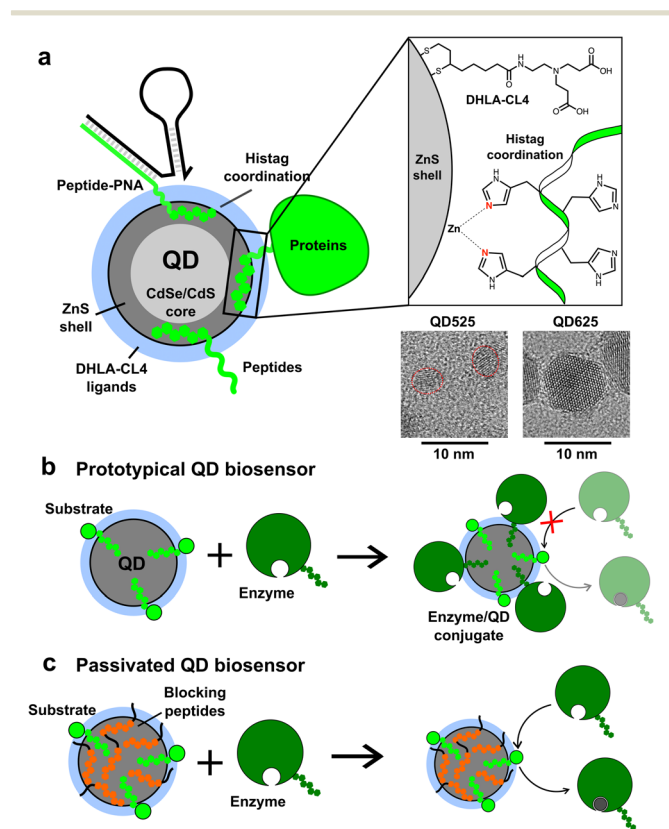 a
Peptide-PNA
Histag
coordination
QD
CdSe/CdS
core
ZnS
shell
DHLA-CL4
ligands
Peptides
Proteins
S
S
O
H
N
N
O
OH
O
OH
DHLA-CL4
ZnS
shell
Histag
coordination
Zn
H
N
N
H
N
N
N
N
H
N
N
H
QD525
QD625
10 nm
10 nm
b Prototypical QD biosensor
Substrate
QD
Enzyme
Enzyme/QD
conjugate
c Passivated QD biosensor
Blocking
peptides
Substrate
Enzyme